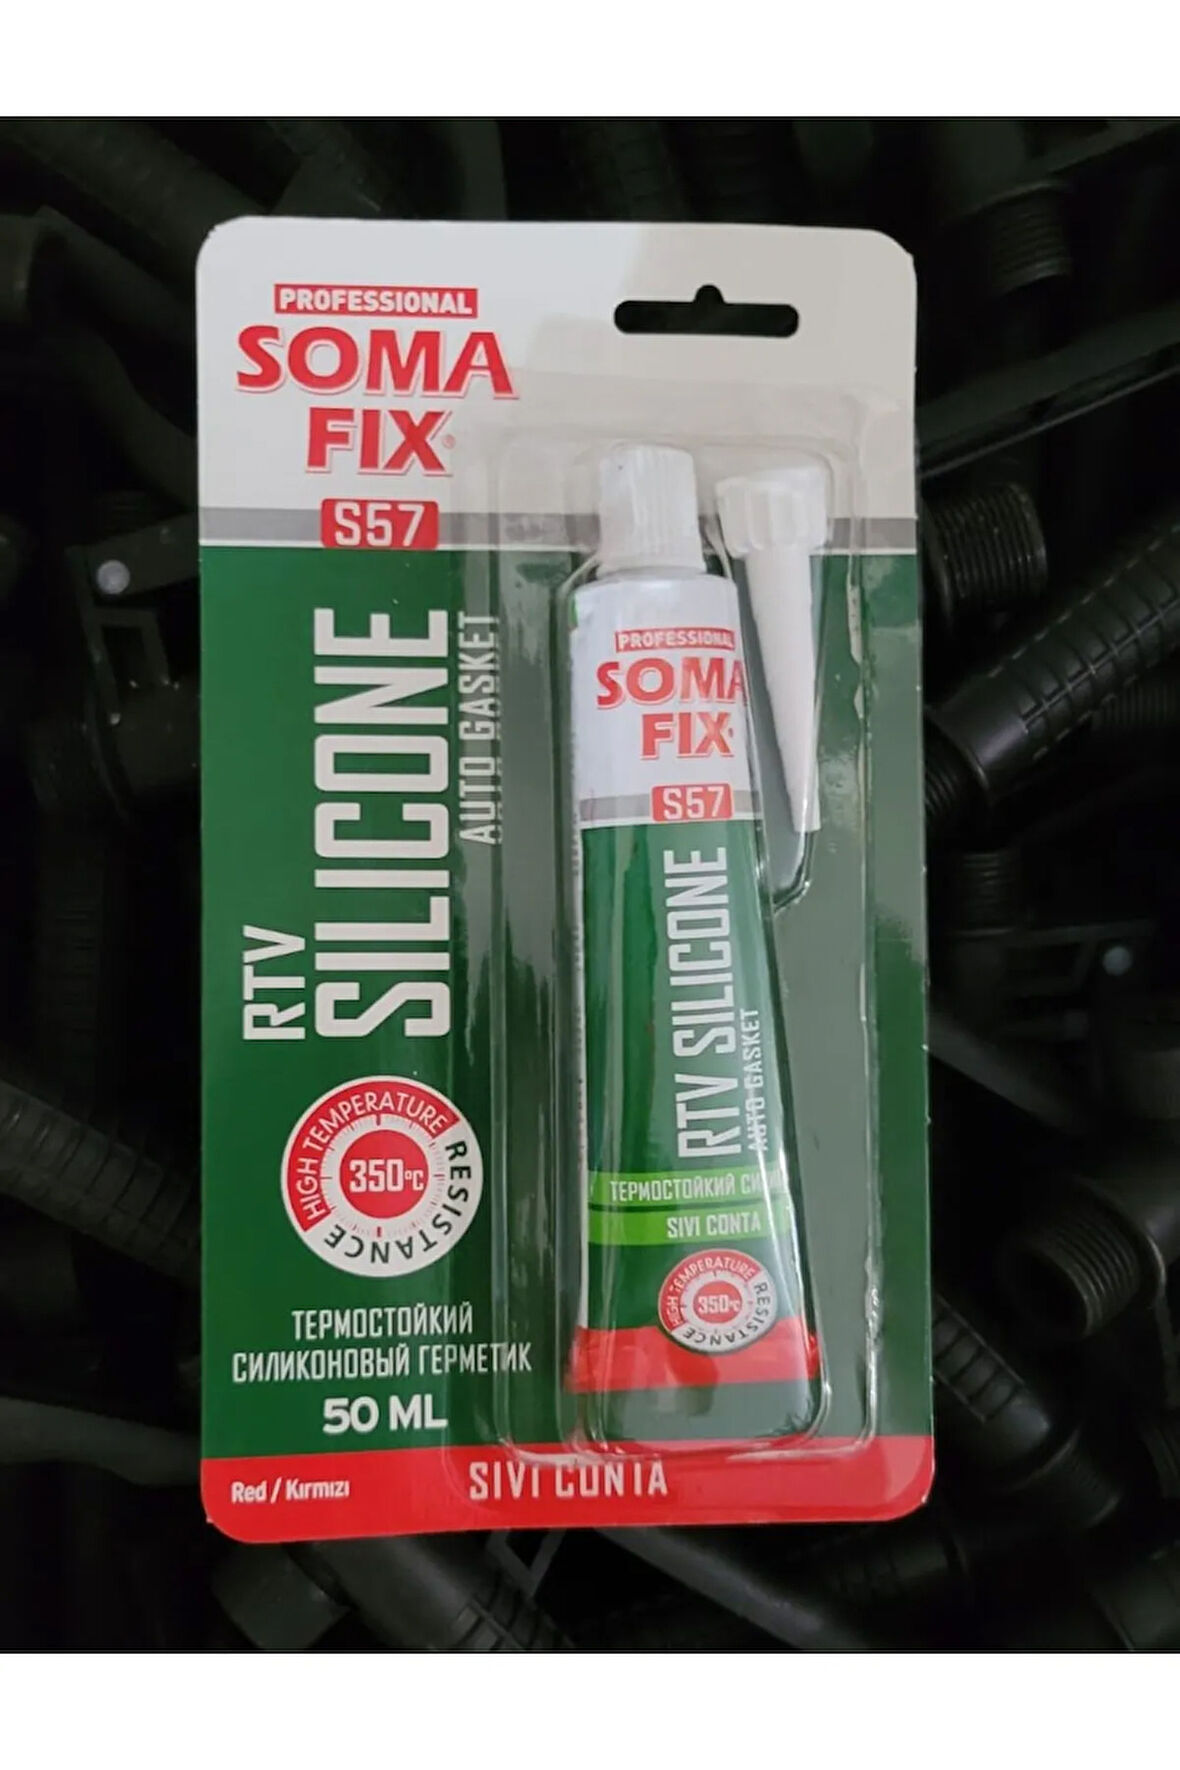 PROFESSIONAL
SOMA
FIX®
S57
RTV
SILICONE
AUTO GASKET
HIGH TEMPERATURE
350°C
RESISTANCE
ТЕРМОСТОЙКИЙ
СИЛИКОНОВЫЙ ГЕРМЕТИК
50 ML
Red / Kırmızı
SIVI CONTA
PROFESSIONAL
SOMA
FIX
S57
RTV SILICONE
AUTO GASKET
ТЕРМОСТОЙКИЙ
SIVI CONTA
HIGH TEMPERATURE
350°C
RESISTANCE